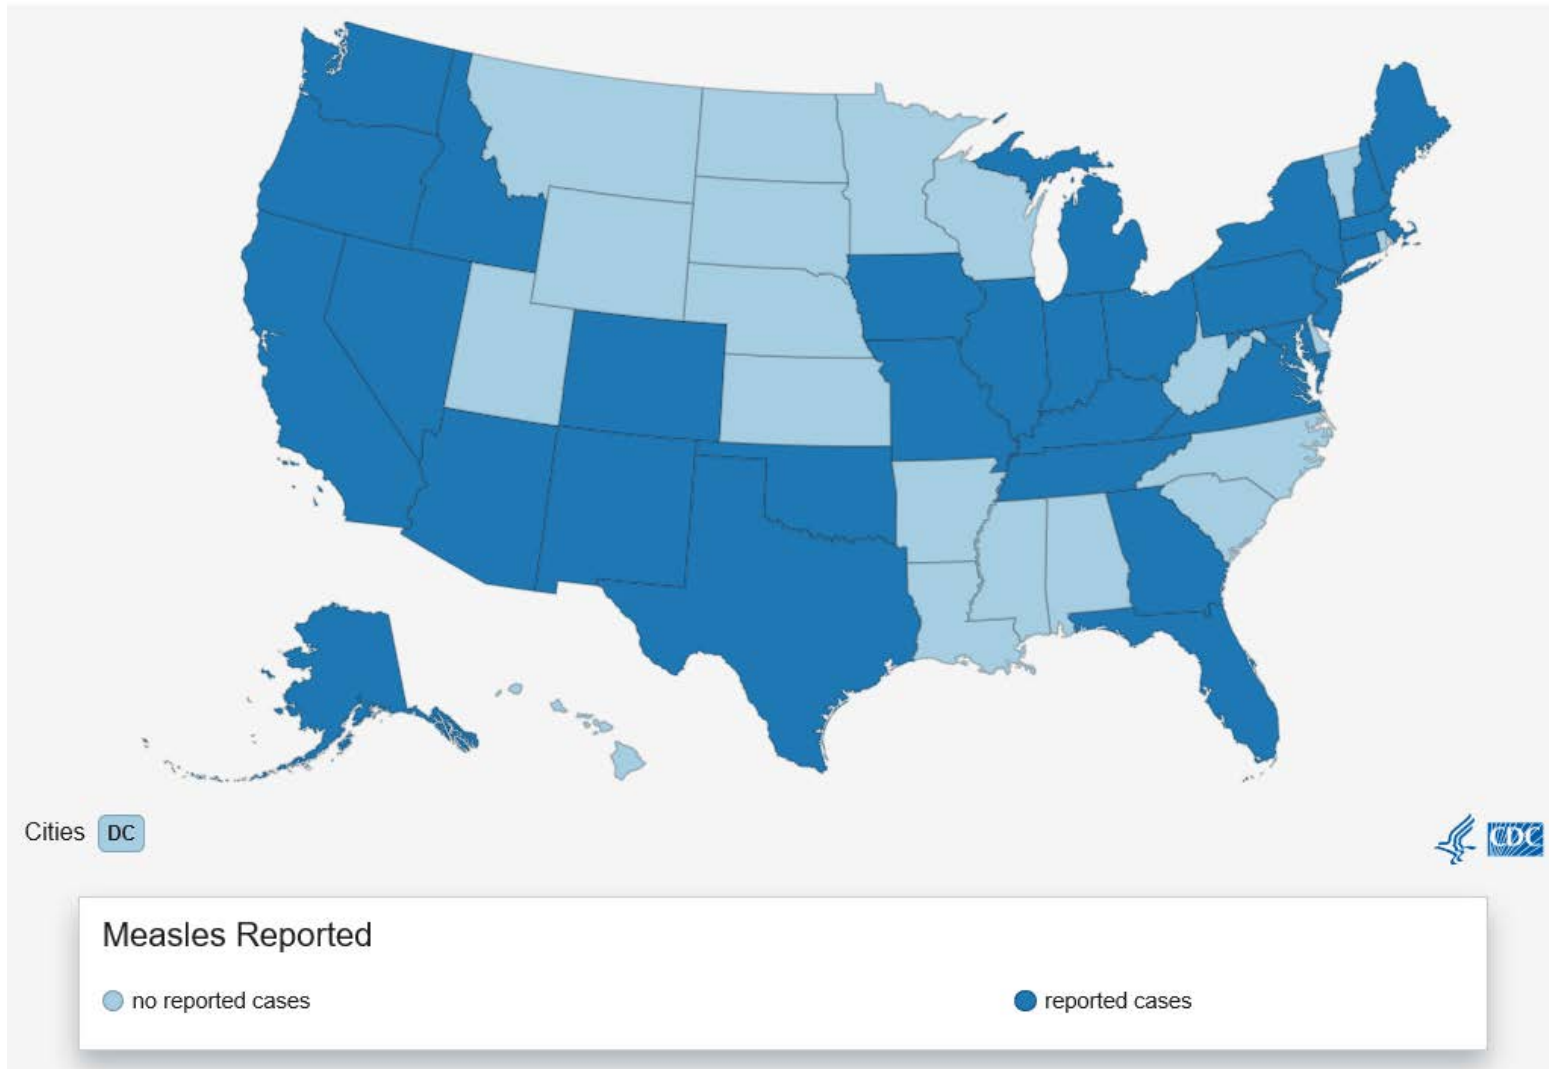 Cities DC
CDC
Measles Reported
no reported cases
reported cases